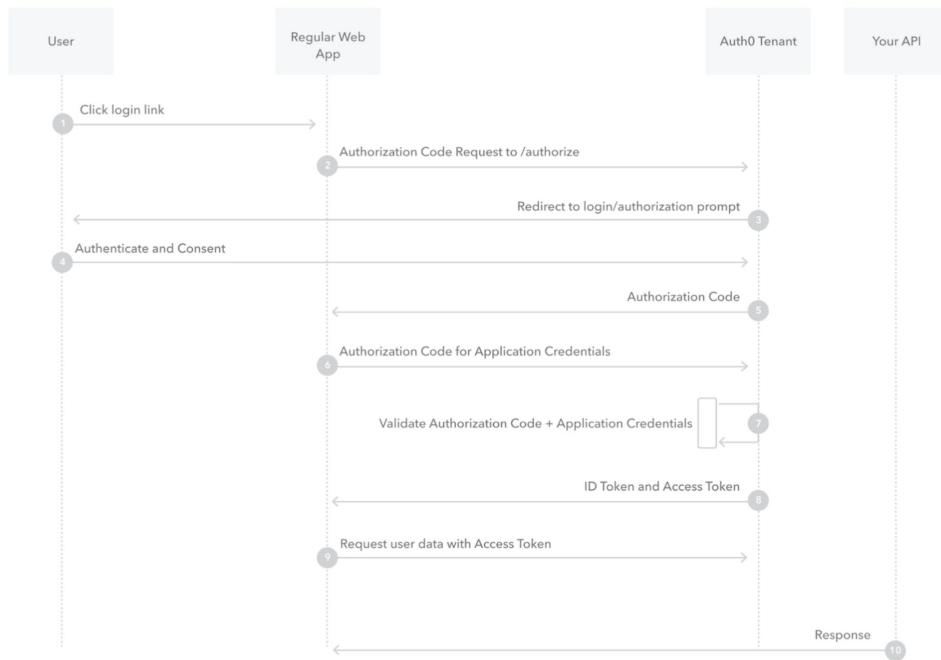 User
Regular Web
App
Auth0 Tenant
Your API
Click login link
1
Authorization Code Request to /authorize
2
Redirect to login/authorization prompt
3
Authenticate and Consent
4
Authorization Code
5
Authorization Code for Application Credentials
6
Validate Authorization Code + Application Credentials
7
ID Token and Access Token
8
Request user data with Access Token
9
Response
10